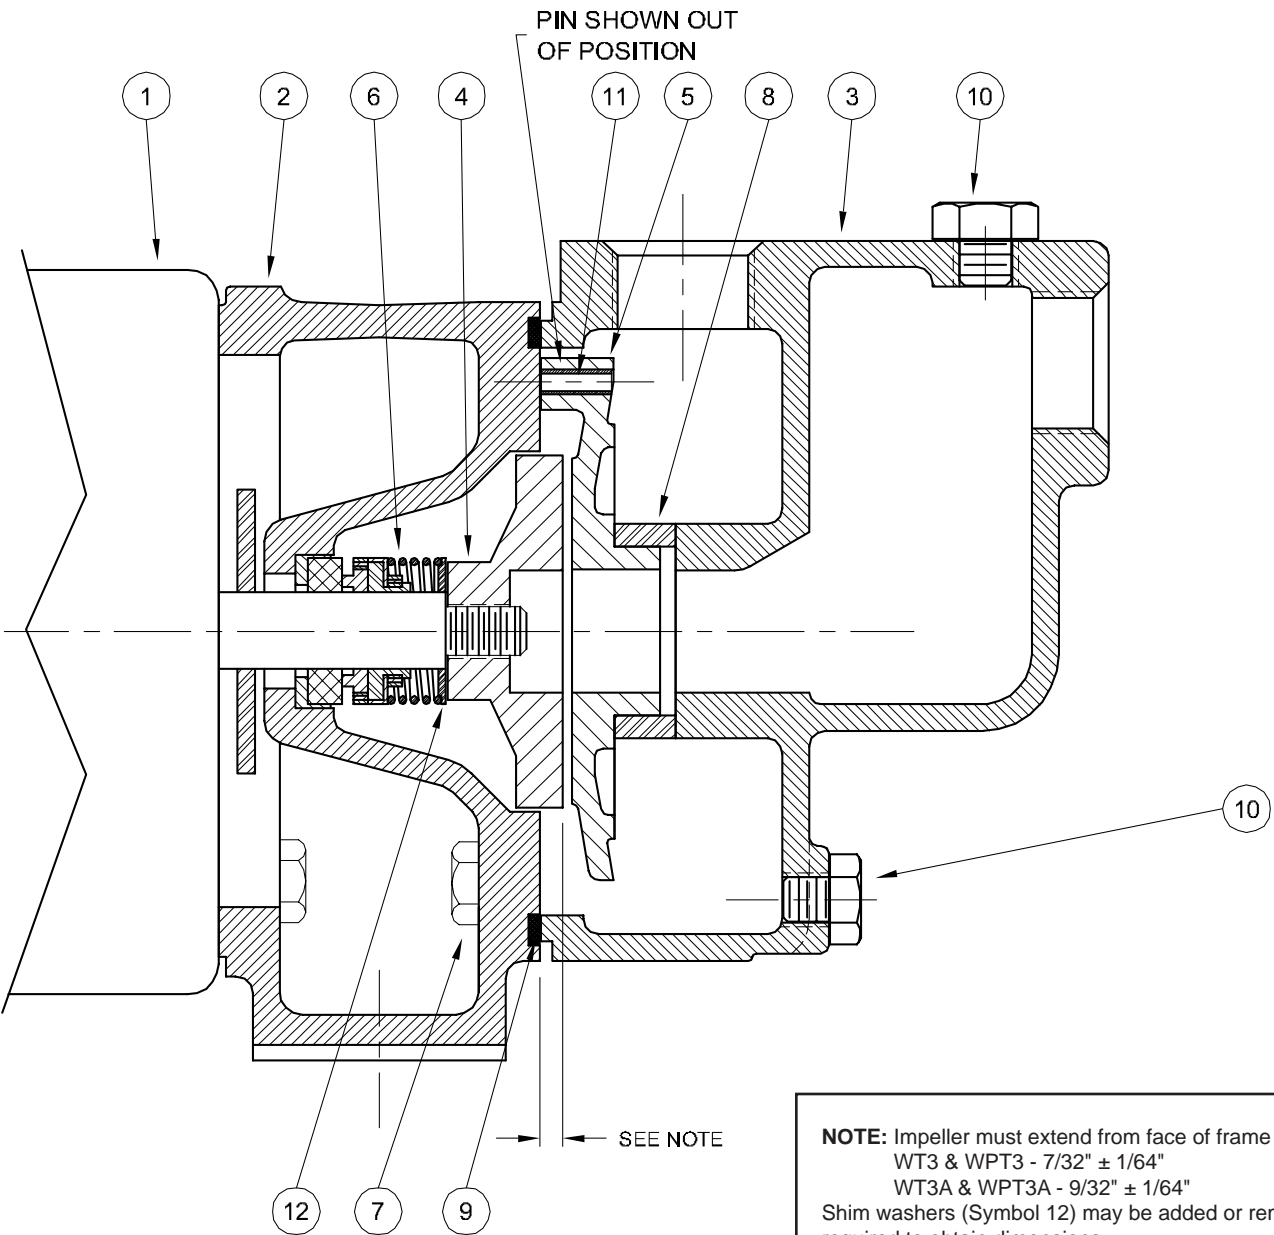 PIN SHOWN OUT
OF POSITION
1 2 6 4 11 5 8 3 10
10
SEE NOTE
12 7 9
NOTE: Impeller must extend from face of frame
WT3 & WPT3 - 7/32" ± 1/64"
WT3A & WPT3A - 9/32" ± 1/64"
Shim washers (Symbol 12) may be added or